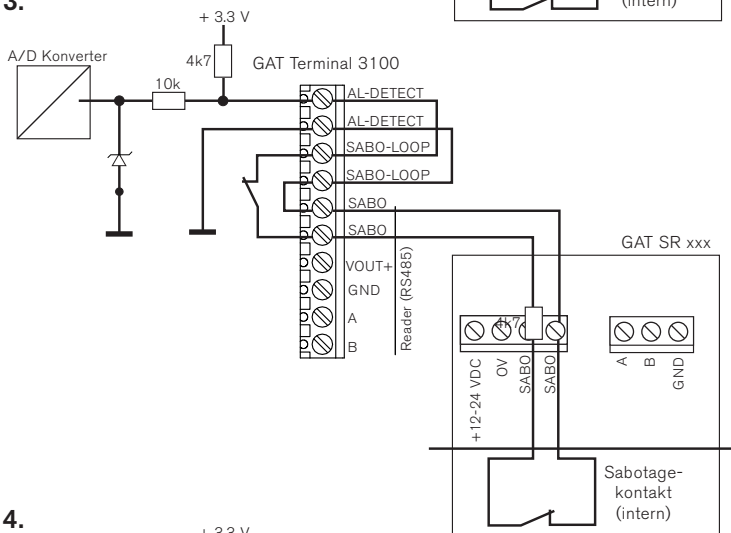 3.
(intern)
+ 3.3 V
A/D Konverter
4k7
GAT Terminal 3100
10k
AL-DETECT
AL-DETECT
SABO-LOOP
SABO-LOOP
SABO
SABO
VOUT+
GND
A
B
Reader (RS485)
GAT SR xxx
4k7
+12-24 VDC
OV
SABO
SABO
A
B
GND
Sabotage-
kontakt
(intern)
4.
+ 3.3 V